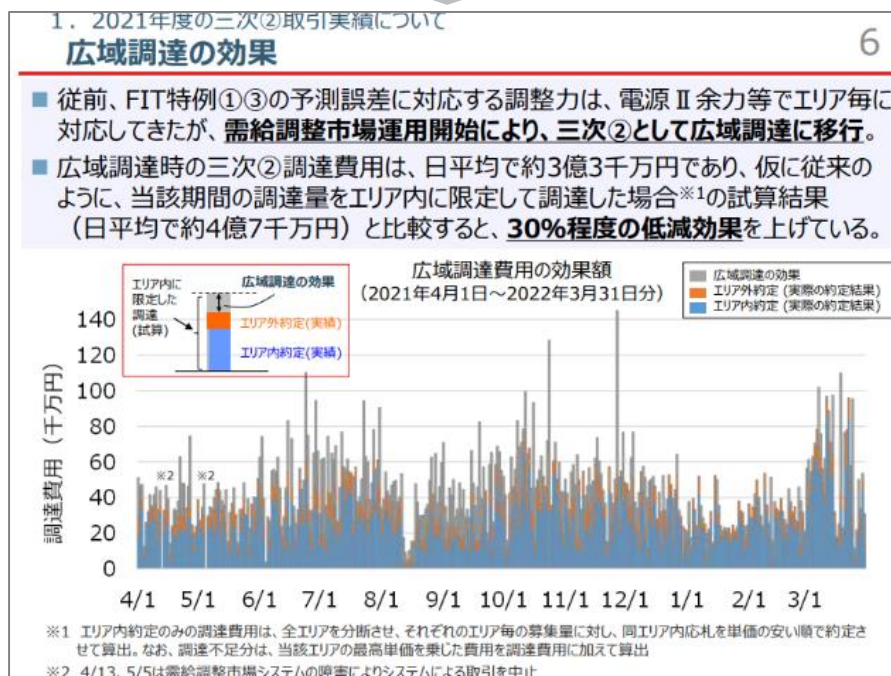 1．2021年度の三次②取引実績について
広域調達の効果
6
■ 従前、FIT特例①③の予測誤差に対応する調整力は、電源Ⅱ余力等でエリア毎に
対応してきたが、需給調整市場運用開始により、三次②として広域調達に移行。
■ 広域調達時の三次②調達費用は、日平均で約3億3千万円であり、仮に従来の
ように、当該期間の調達量をエリア内に限定して調達した場合※1の試算結果
（日平均で約4億7千万円）と比較すると、30%程度の低減効果を上げている。
広域調達費用の効果額
（2021年4月1日～2022年3月31日分）
広域調達の効果
エリア外約定（実際の約定結果）
エリア内約定（実際の約定結果）
エリア内に
限定した
調達
(試算)
広域調達の効果
エリア外約定(実績)
エリア内約定(実績)
調達費用（千万円）
140
120
100
80
60
40
20
0
※2
※2
4/1 5/1 6/1 7/1 8/1 9/1 10/1 11/1 12/1 1/1 2/1 3/1
※1 エリア内約定のみの調達費用は、全エリアを分断させ、それぞれのエリア毎の募集量に対し、同エリア内応札を単価の安い順で約定さ
せて算出。なお、調達不足分は、当該エリアの最高単価を乗じた費用を調達費用に加えて算出
※2 4/13、5/5は需給調整市場システムの障害によりシステムによる取引を中止